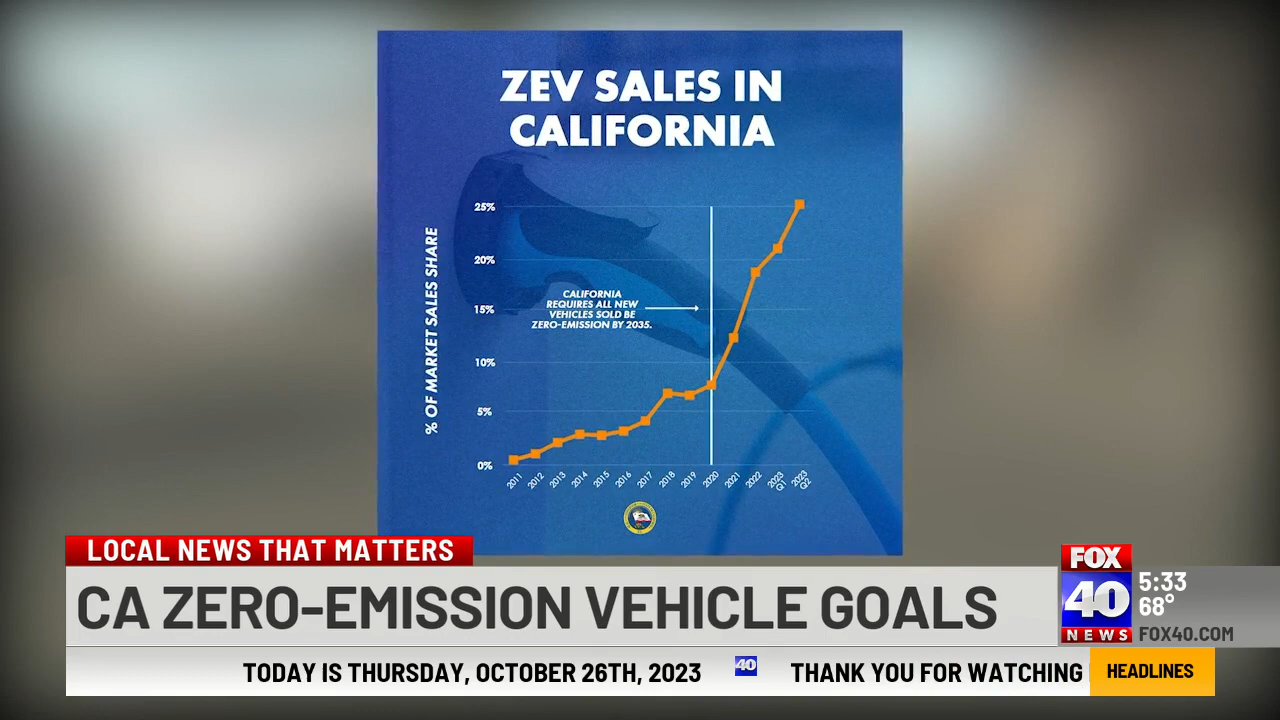 ZEV SALES IN
CALIFORNIA
% OF MARKET SALES SHARE
25%
20%
15%
10%
5%
0%
CALIFORNIA
REQUIRES ALL NEW
VEHICLES SOLD BE
ZERO-EMISSION BY 2035.
2011
2012
2013
2014
2015
2016
2017
2018
2019
2020
2021
2022
2023
Q1
2023
Q2
LOCAL NEWS THAT MATTERS
CA ZERO-EMISSION VEHICLE GOALS
FOX
40
NEWS
5:33
68°
FOX40.COM
TODAY IS THURSDAY, OCTOBER 26TH, 2023 40 THANK YOU FOR WATCHING
HEADLINES